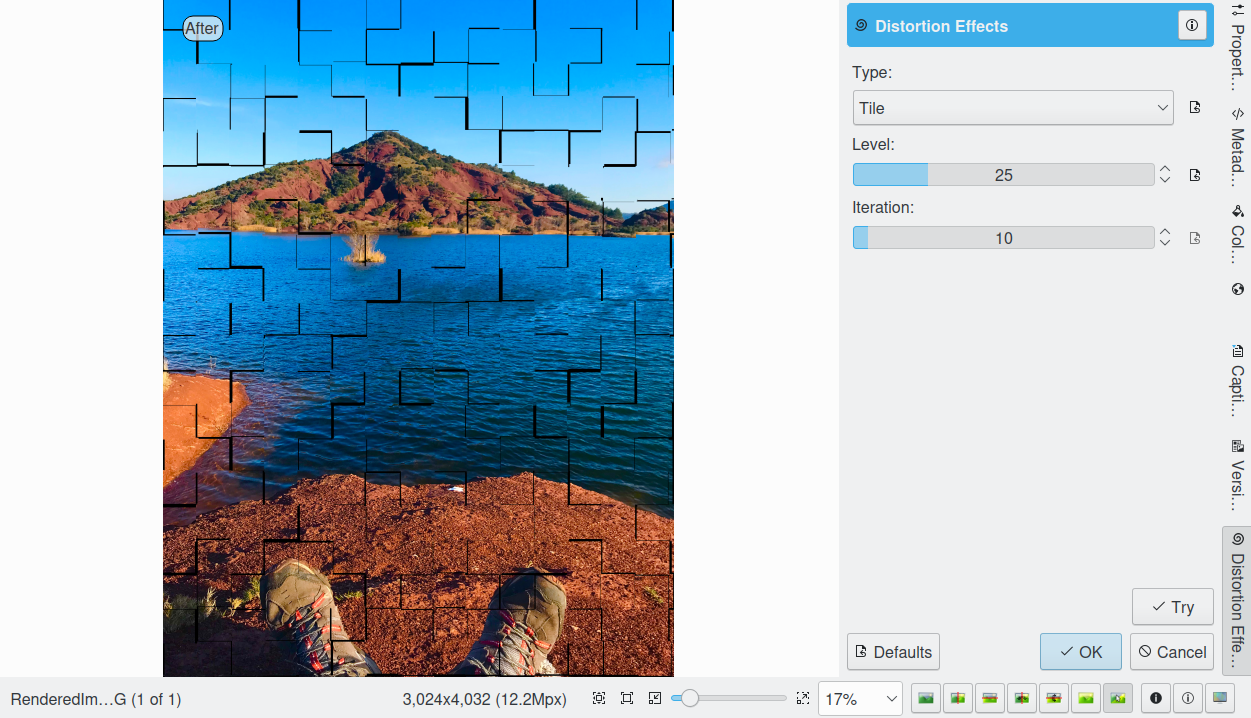 After
Distortion Effects
Type:
Tile
Level:
25
Iteration:
10
Try
Defaults
OK
Cancel
Propert...
Metad...
Col...
Capti...
Versi...
Distortion Effe...
RenderedIm...G (1 of 1)
3,024x4,032 (12.2Mpx)
17%